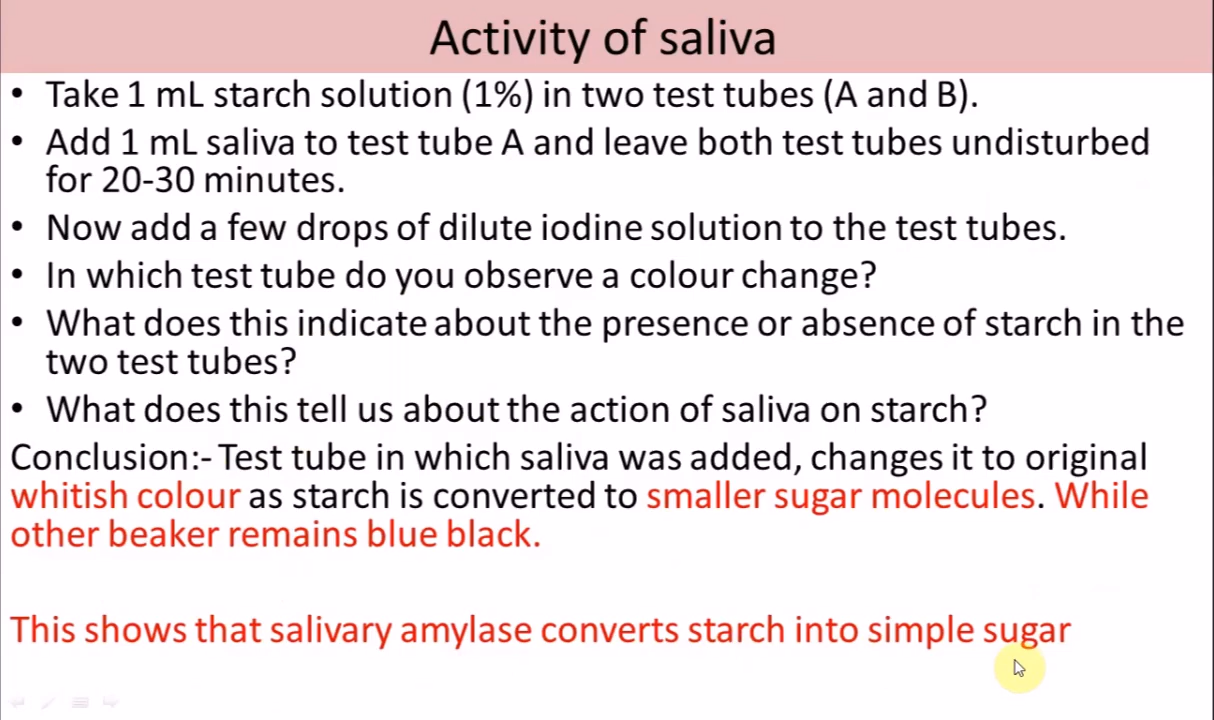 Activity of saliva
• Take 1 mL starch solution (1%) in two test tubes (A and B).
• Add 1 mL saliva to test tube A and leave both test tubes undisturbed
for 20-30 minutes.
• Now add a few drops of dilute iodine solution to the test tubes.
• In which test tube do you observe a colour change?
• What does this indicate about the presence or absence of starch in the
two test tubes?
• What does this tell us about the action of saliva on starch?
Conclusion:- Test tube in which saliva was added, changes it to original
whitish colour as starch is converted to smaller sugar molecules. While
other beaker remains blue black.
This shows that salivary amylase converts starch into simple sugar